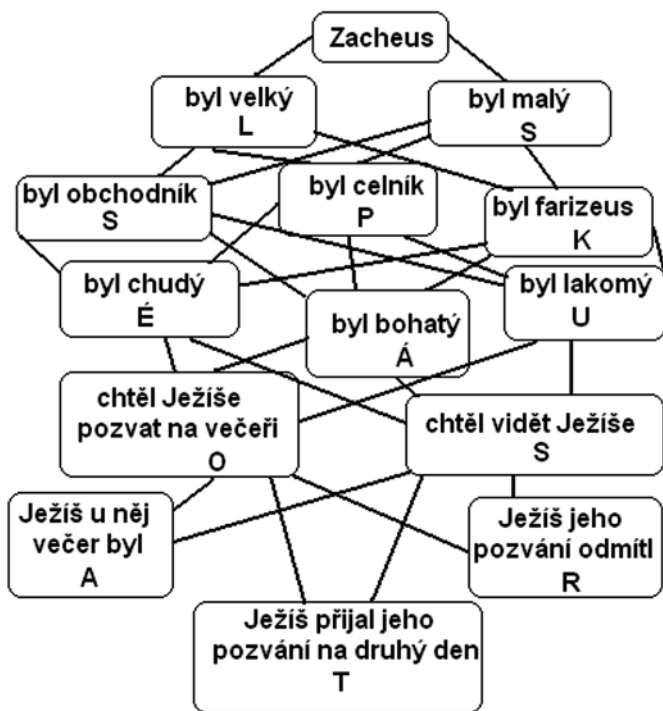 Zacheus
byl velký
L
byl malý
S
byl obchodník
S
byl celník
P
byl farizeus
K
byl chudý
É
byl bohatý
Á
byl lakomý
U
chtěl Ježíše
pozvat na večeři
O
chtěl vidět Ježíše
S
Ježíš u něj
večer byl
A
Ježíš jeho
pozvání odmítl
R
Ježíš přijal jeho
pozvání na druhý den
T